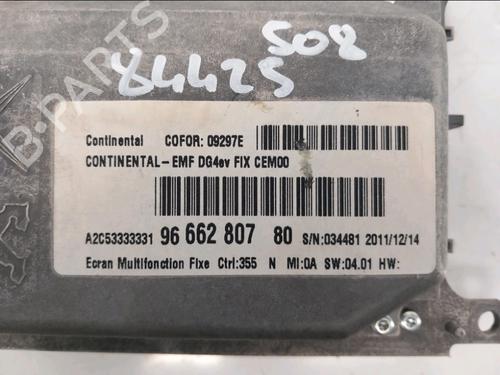 508
84425
B-PARTS
Continental COFOR: 09297E
CONTINENTAL-EMF DG4ev FIX CEM00
A2C53333331 96 662 807 80 S/N:034481 2011/12/14
Ecran Multifonction Fixe Ctrl:355 N MI:0A SW:04.01 HW: